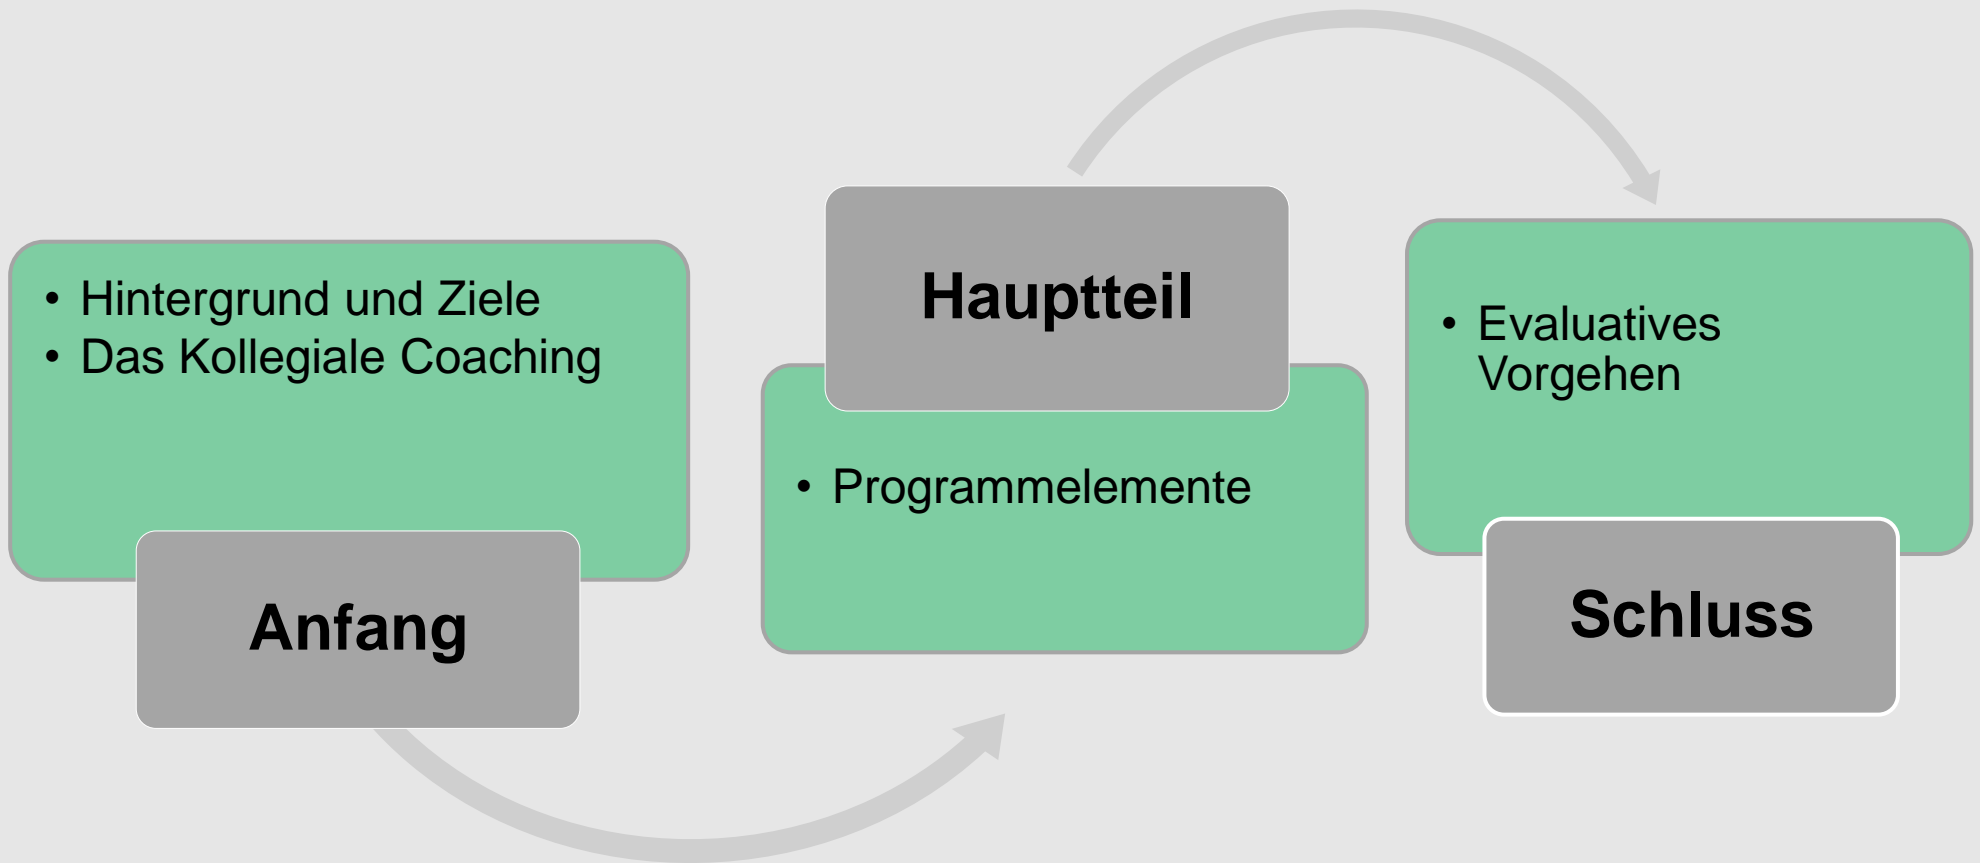 • Hintergrund und Ziele
• Das Kollegiale Coaching
Anfang
Hauptteil
• Programmelemente
• Evaluatives
Vorgehen
Schluss